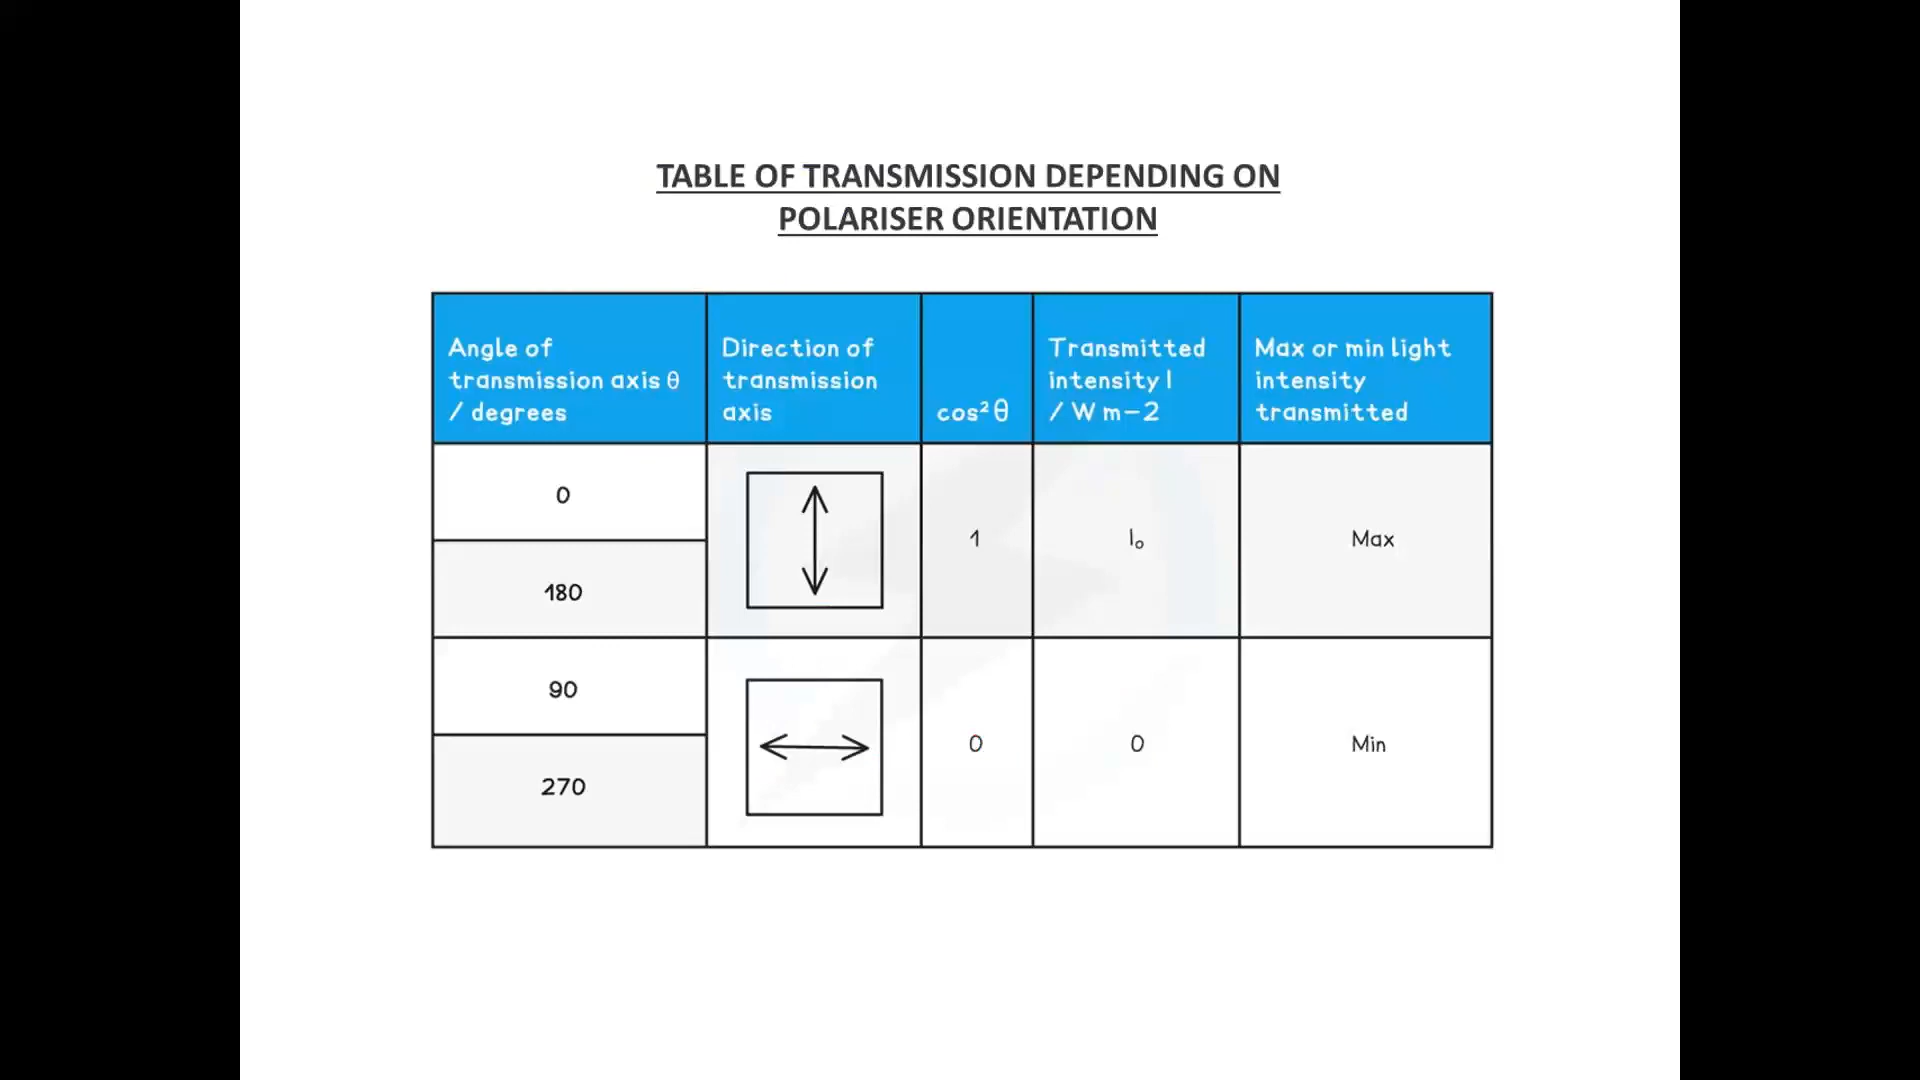 TABLE OF TRANSMISSION DEPENDING ON
POLARISER ORIENTATION
Angle of
transmission axis θ
/ degrees
Direction of
transmission
axis
cos² θ
Transmitted
intensity I
/ W m-2
Max or min light
intensity
transmitted
0
180
1
I₀
Max
90
270
0
0
Min